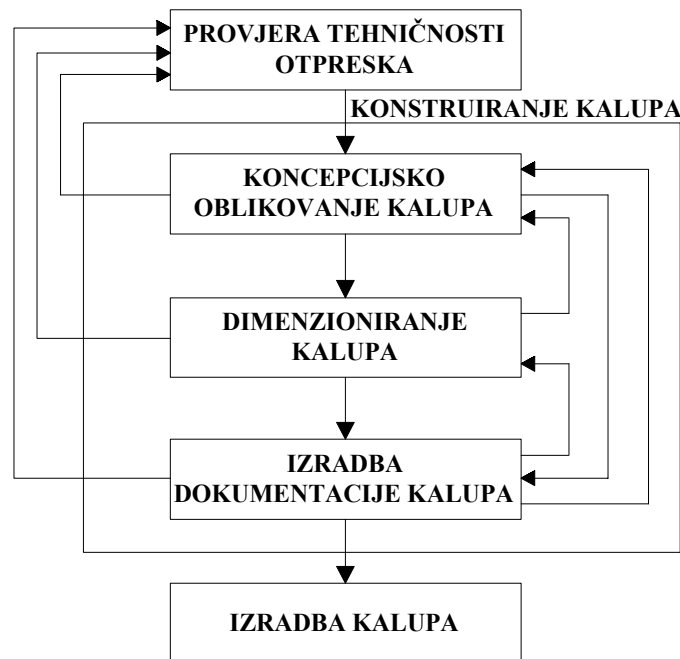 PROVJERA TEHNIČNOSTI
OTPRESKA
KONSTRUIRANJE KALUPA
KONCEPCIJSKO
OBLIKOVANJE KALUPA
DIMENZIONIRANJE
KALUPA
IZRADBA
DOKUMENTACIJE KALUPA
IZRADBA KALUPA